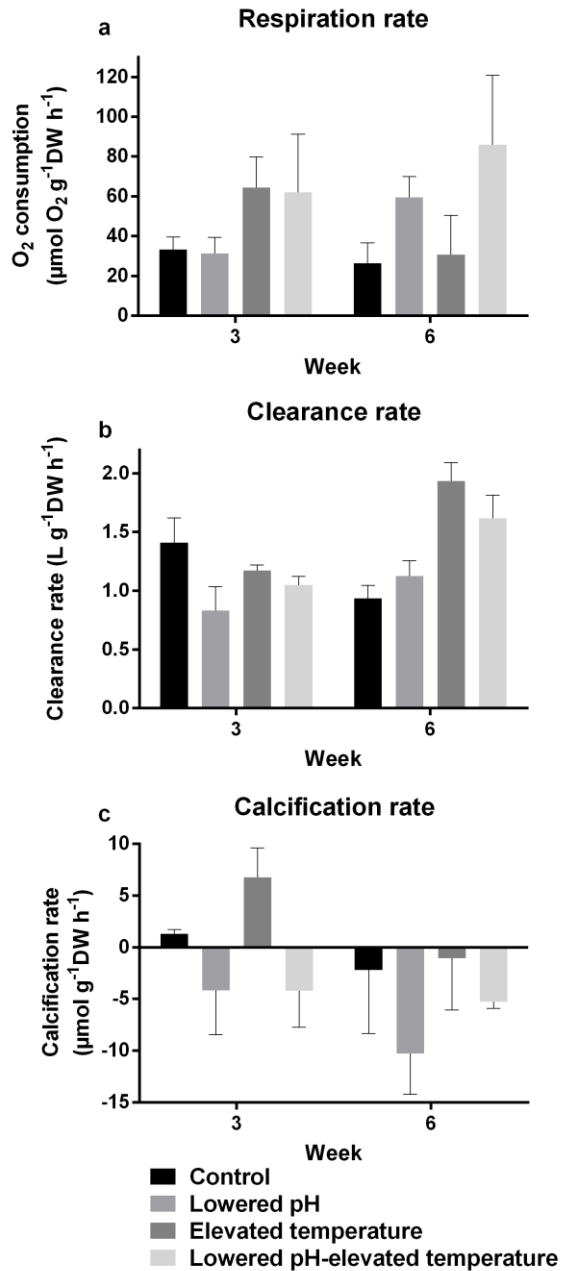 a
Respiration rate
O₂ consumption
(µmol O₂ g⁻¹DW h⁻¹)
120
100
80
60
40
20
0
3
6
Week
b
Clearance rate
Clearance rate (L g⁻¹DW h⁻¹)
2.0
1.5
1.0
0.5
0.0
3
6
Week
c
Calcification rate
Calcification rate
(µmol g⁻¹DW h⁻¹)
10
5
0
-5
-10
-15
3
6
Week
Control
Lowered pH
Elevated temperature
Lowered pH-elevated temperature